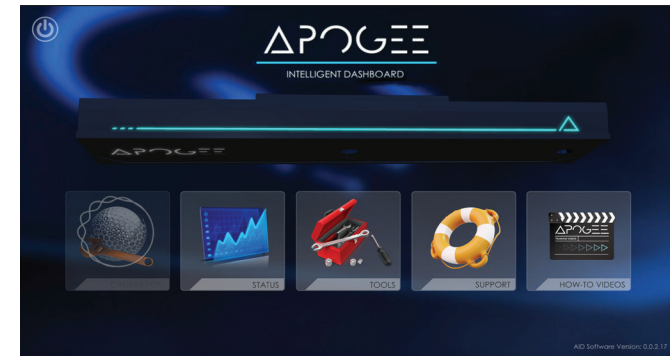 APOGEE
INTELLIGENT DASHBOARD
APOGEE
STATUS
TOOLS
SUPPORT
APOGEE
HOW-TO VIDEOS
AID Software Version: 0.0.2.17